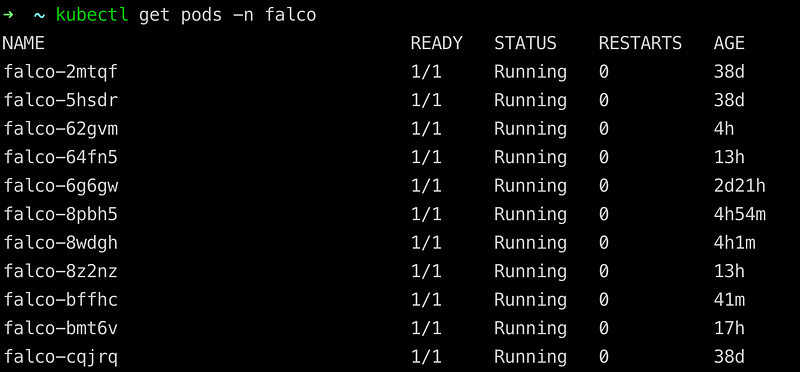 → ~ kubectl get pods -n falco
NAME READY STATUS RESTARTS AGE
falco-2mtqf 1/1 Running 0 38d
falco-5hsdr 1/1 Running 0 38d
falco-62gvm 1/1 Running 0 4h
falco-64fn5 1/1 Running 0 13h
falco-6g6gw 1/1 Running 0 2d21h
falco-8pbh5 1/1 Running 0 4h54m
falco-8wdgh 1/1 Running 0 4h1m
falco-8z2nz 1/1 Running 0 13h
falco-bffhc 1/1 Running 0 41m
falco-bmt6v 1/1 Running 0 17h
falco-cqjrq 1/1 Running 0 38d